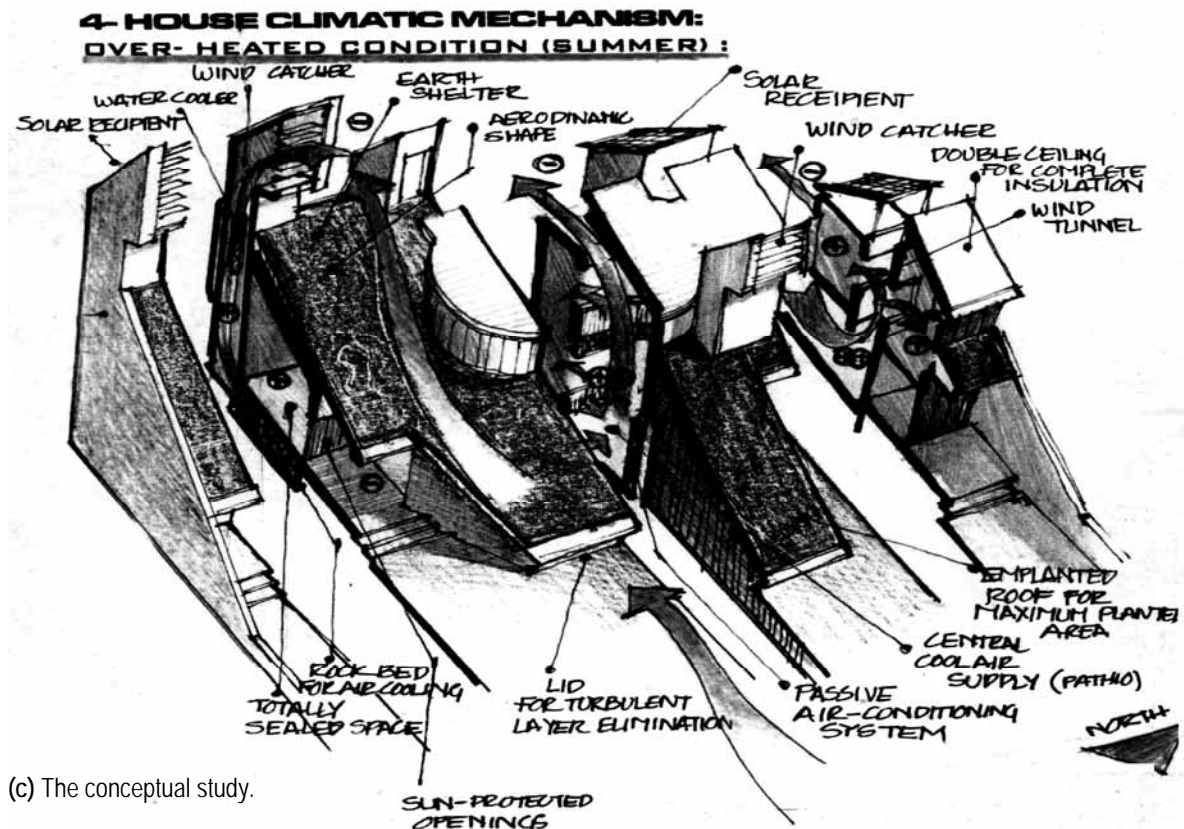 4- HOUSE CLIMATIC MECHANISM:
OVER- HEATED CONDITION (SUMMER) :
WIND CATCHER
WATER COOLER
SOLAR RECIPIENT
EARTH
SHELTER
AERODINAMIC
SHAPE
SOLAR
RECEIPIENT
WIND CATCHER
DOUBLE CEILING
FOR COMPLETE
INSULATION
WIND
TUNNEL
EMPLANTED
ROOF FOR
MAXIMUM PLANTED
AREA
CENTRAL
COOL AIR
SUPPLY (PATHIO)
PASSIVE
AIR-CONDITIONING
SYSTEM
LID
FOR TURBULENT
LAYER ELIMINATION
ROCK BED
FOR AIR COOLING
TOTALLY
SEALED SPACE
SUN-PROTECTED
OPENINGS
NORTH
(c) The conceptual study.